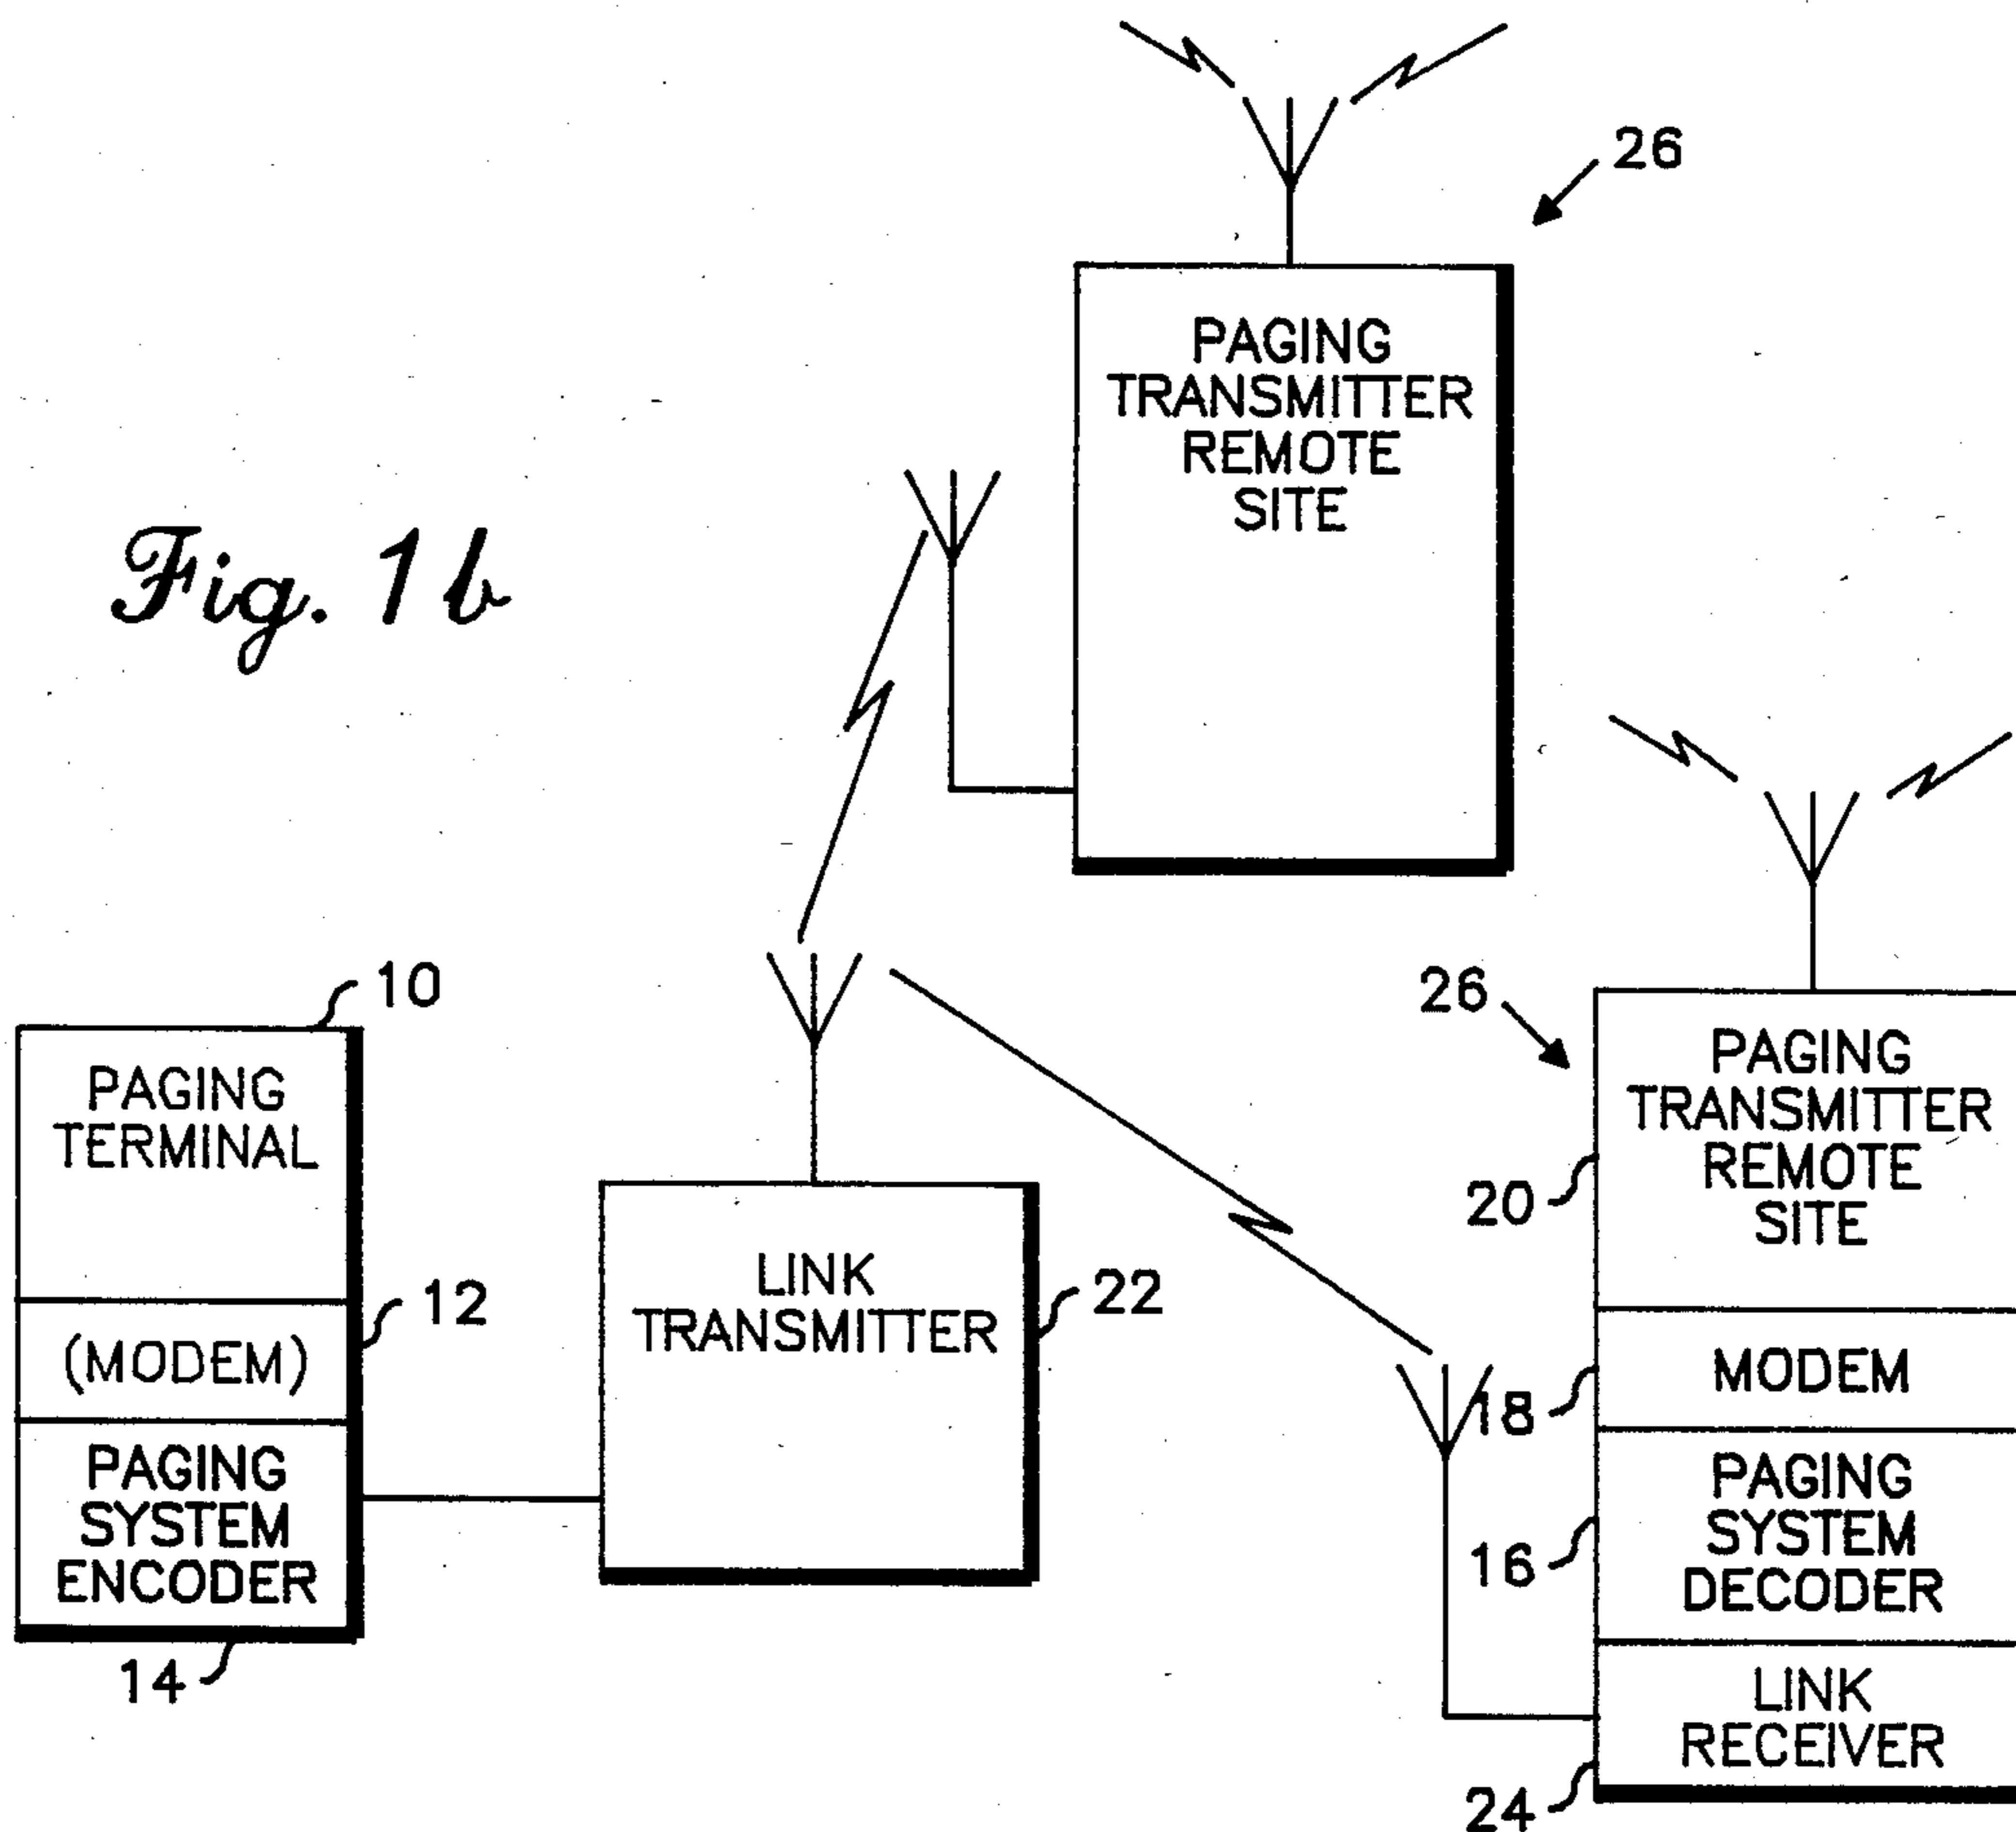 26
PAGING
TRANSMITTER
REMOTE
SITE
Fig. 1b
10
PAGING
TERMINAL
12
(MODEM)
PAGING
SYSTEM
ENCODER
14
LINK
TRANSMITTER
22
26
PAGING
TRANSMITTER
REMOTE
SITE
20
MODEM
18
PAGING
SYSTEM
DECODER
16
LINK
RECEIVER
24